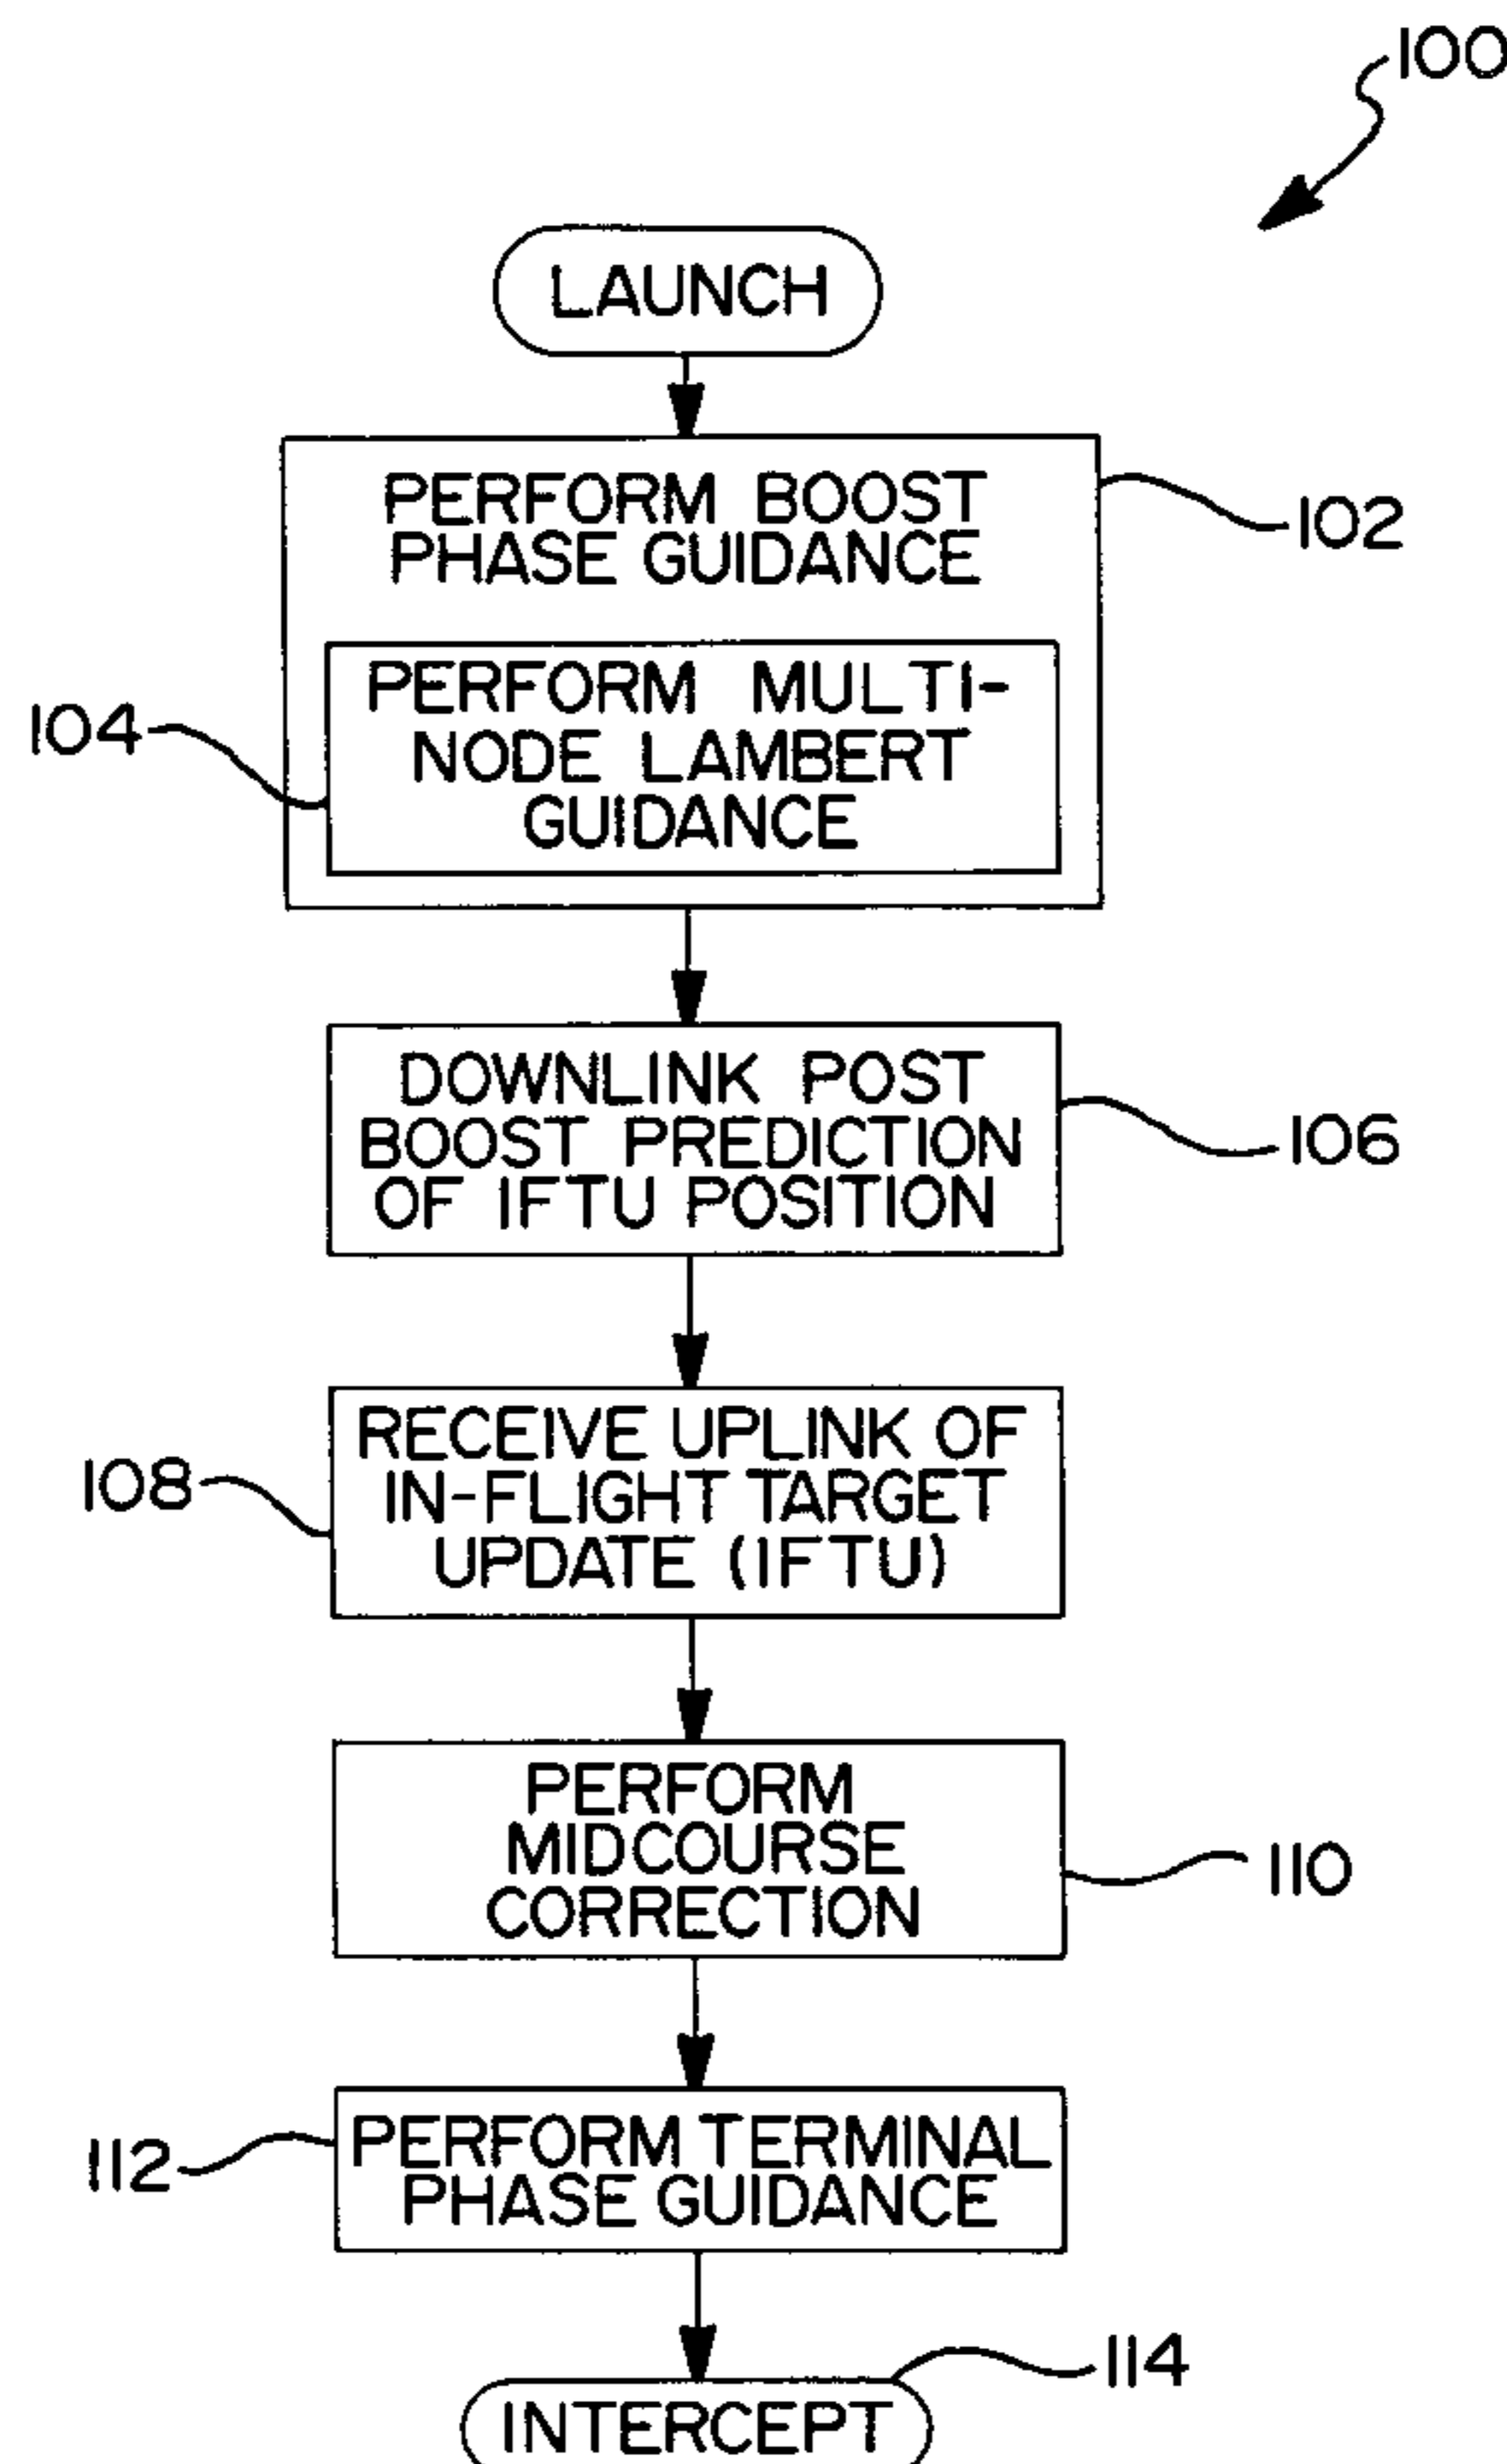 100
LAUNCH
PERFORM BOOST
PHASE GUIDANCE
102
PERFORM MULTI-
NODE LAMBERT
GUIDANCE
104
DOWNLINK POST
BOOST PREDICTION
OF IFTU POSITION
106
RECEIVE UPLINK OF
IN-FLIGHT TARGET
UPDATE (IFTU)
108
PERFORM
MIDCOURSE
CORRECTION
110
PERFORM TERMINAL
PHASE GUIDANCE
112
114
INTERCEPT